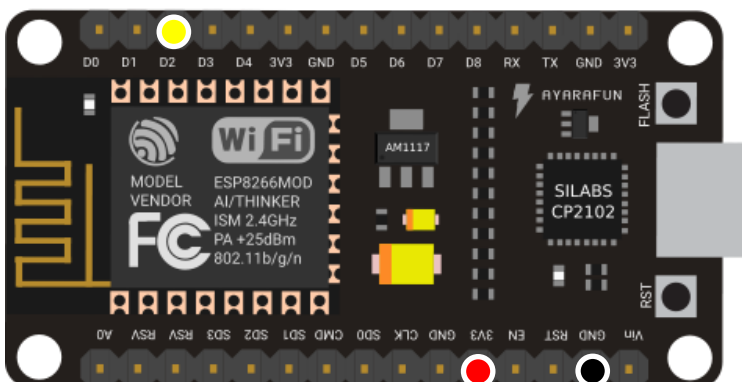 D0 D1 D2 D3 D4 3V3 GND D5 D6 D7 D8 RX TX GND 3V3
AYARAFUN
FLASH
WiFi
AM1117
MODEL
VENDOR
ESP8266MOD
AI/THINKER
ISM 2.4GHz
PA +25dBm
802.11b/g/n
FC
SILABS
CP2102
RST
A0 RSV RSV SD3 SD2 SD1 CMD SD0 CLK GND 3V3 EN RST GND Vin